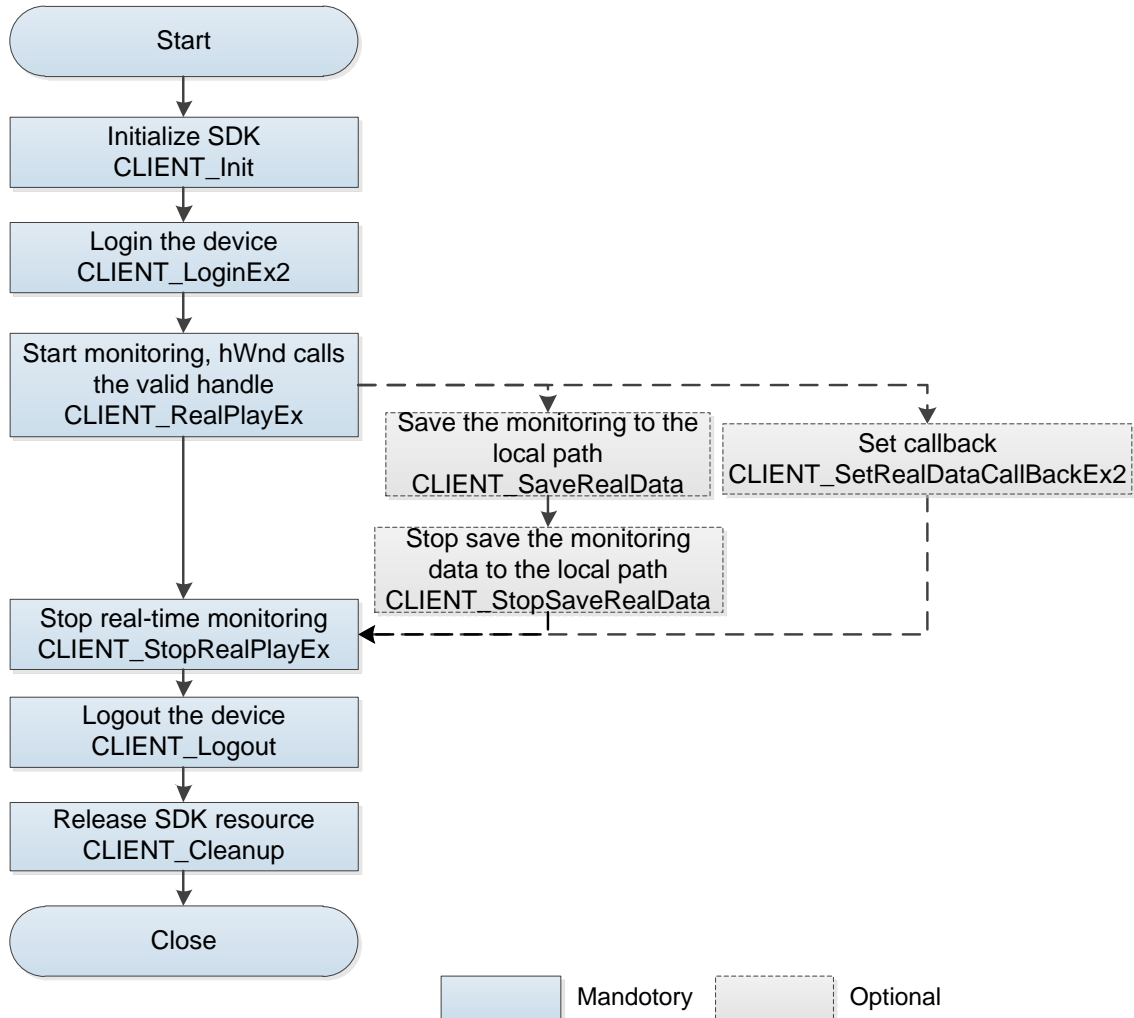 Start
Initialize SDK
CLIENT_Init
Login the device
CLIENT_LoginEx2
Start monitoring, hWnd calls
the valid handle
CLIENT_RealPlayEx
Save the monitoring to the
local path
CLIENT_SaveRealData
Set callback
CLIENT_SetRealDataCallBackEx2
Stop save the monitoring
data to the local path
CLIENT_StopSaveRealData
Stop real-time monitoring
CLIENT_StopRealPlayEx
Logout the device
CLIENT_Logout
Release SDK resource
CLIENT_Cleanup
Close
Mandotory
Optional